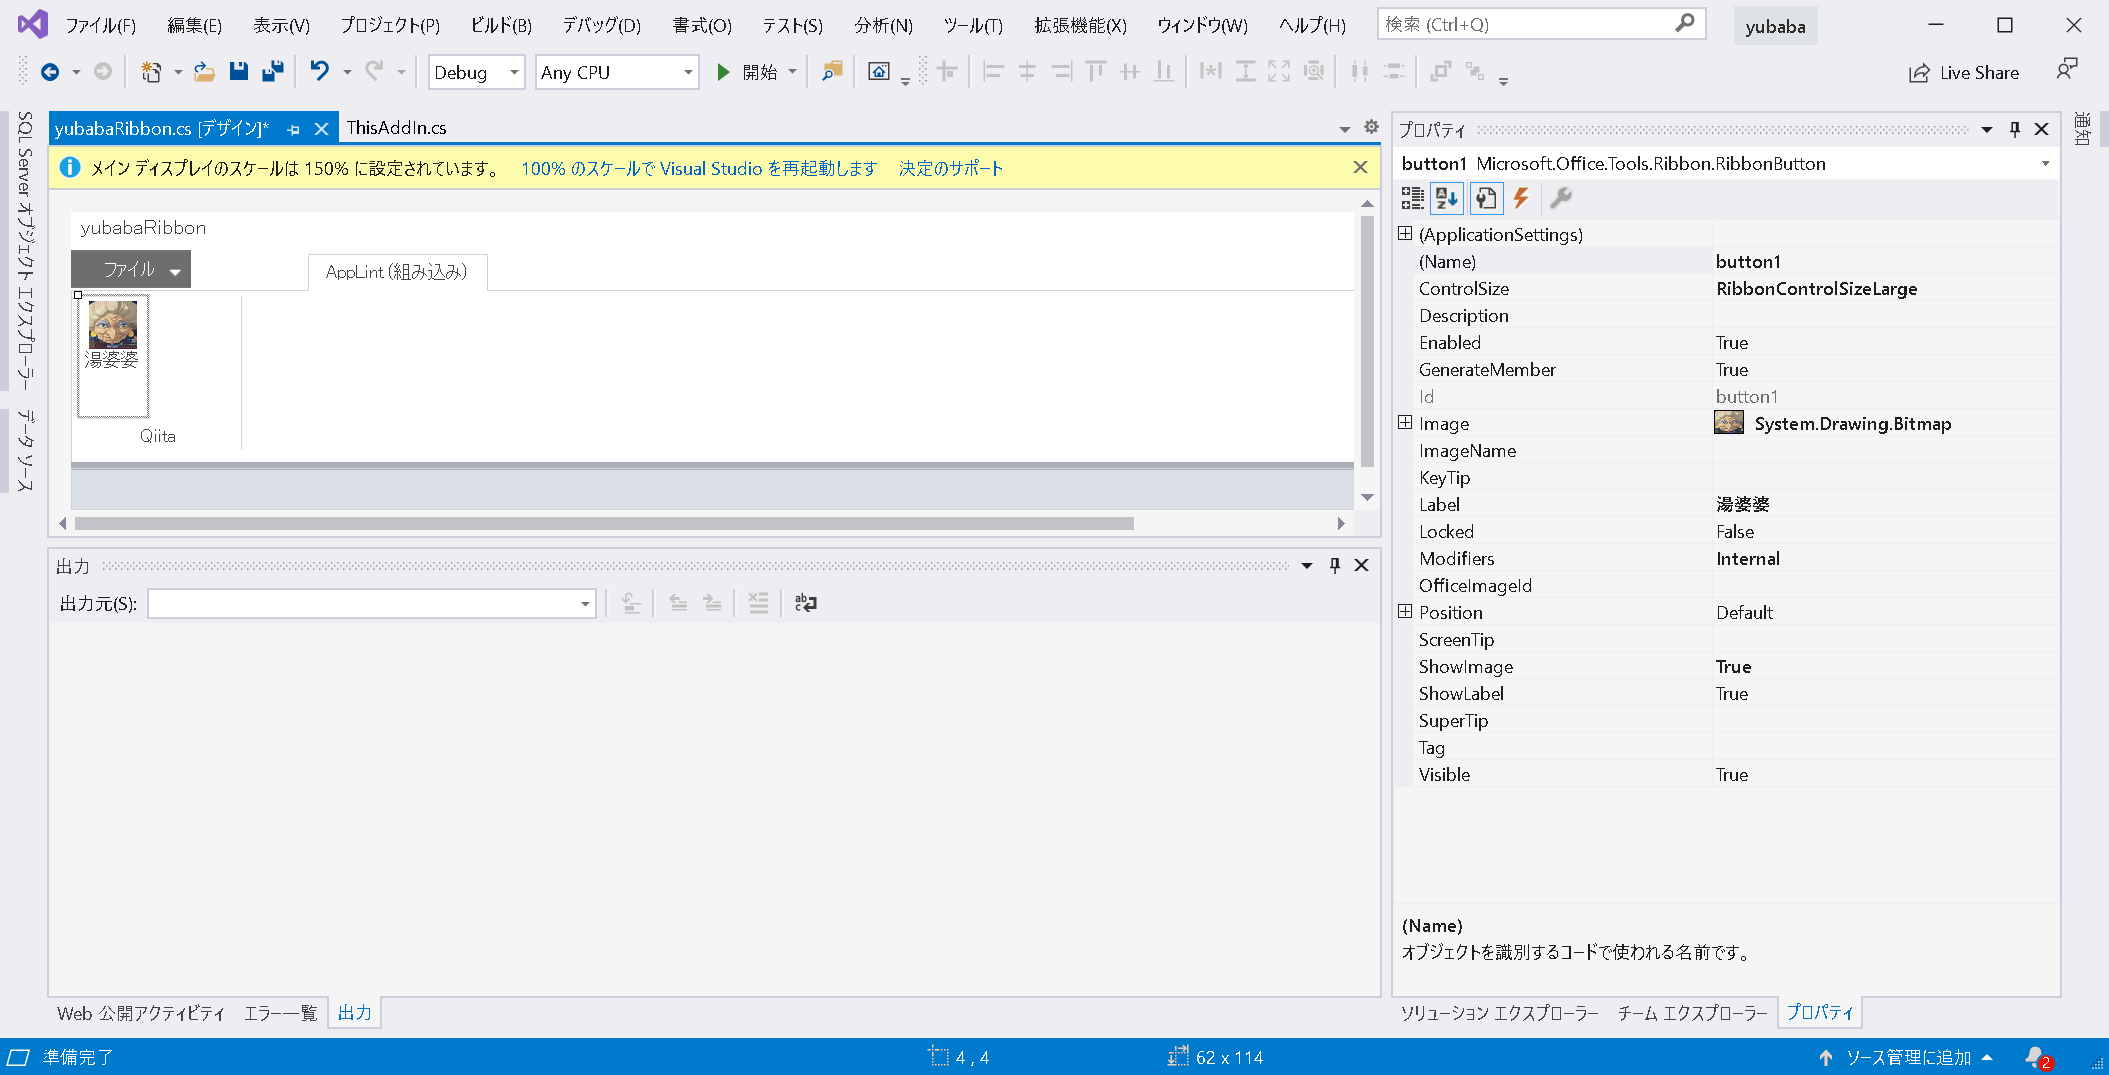 ファイル(F) 編集(E) 表示(V) プロジェクト(P) ビルド(B) デバッグ(D) 書式(O) テスト(S) 分析(N) ツール(T) 拡張機能(X) ウィンドウ(W) ヘルプ(H) 検索 (Ctrl+Q) yubaba
Debug Any CPU 開始 Live Share
SQL Server オブジェクト エクスプローラー
データ ソース
yubabaRibbon.cs [デザイン]* ThisAddIn.cs
メイン ディスプレイのスケールは 150% に設定されています。 100% のスケールで Visual Studio を再起動します 決定のサポート
yubabaRibbon
ファイル AppLint (組み込み)
湯婆婆
Qiita
出力
出力元(S):
ab
c
Web 公開アクティビティ エラー一覧 出力
プロパティ
button1 Microsoft.Office.Tools.Ribbon.RibbonButton
A
Z
(ApplicationSettings)
(Name) button1
ControlSize RibbonControlSizeLarge
Description
Enabled True
GenerateMember True
Id button1
Image System.Drawing.Bitmap
ImageName
KeyTip
Label 湯婆婆
Locked False
Modifiers Internal
OfficeImageId
Position Default
ScreenTip
ShowImage True
ShowLabel True
SuperTip
Tag
Visible True
(Name)
オブジェクトを識別するコードで使われる名前です。
ソリューション エクスプローラー チーム エクスプローラー プロパティ
通知
準備完了 4 , 4 62 x 114 ソース管理に追加 2